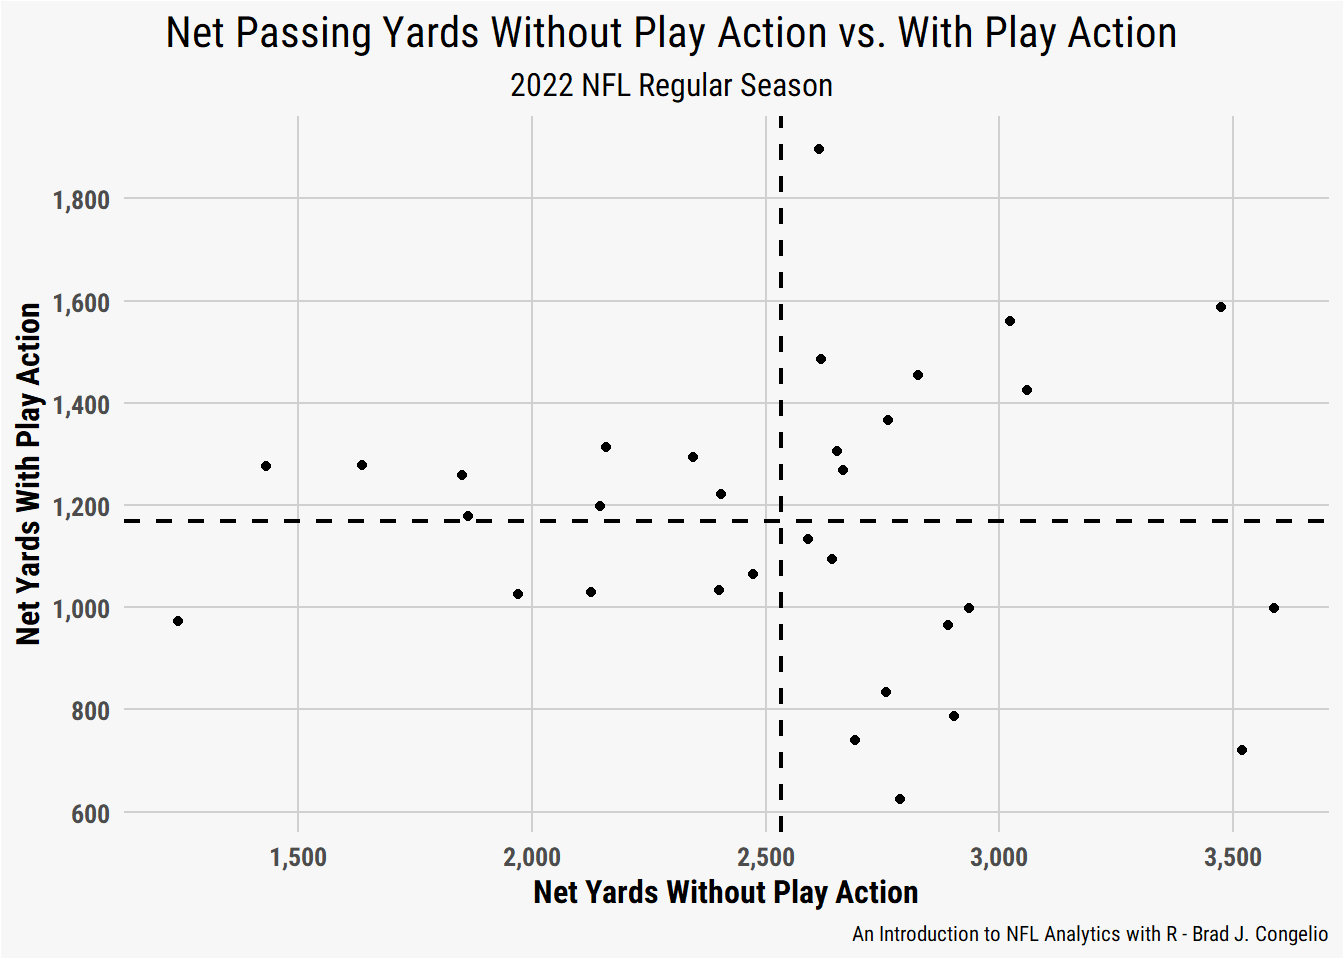 Net Passing Yards Without Play Action vs. With Play Action
2022 NFL Regular Season
Net Yards With Play Action
1,800
1,600
1,400
1,200
1,000
800
600
1,500 2,000 2,500 3,000 3,500
Net Yards Without Play Action
An Introduction to NFL Analytics with R - Brad J. Congelio